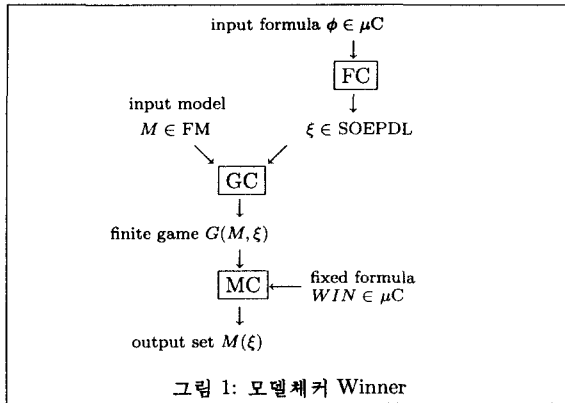 input formula ϕ ∈ μC
FC
input model
M ∈ FM
ξ ∈ SOEPDL
GC
finite game G(M, ξ)
MC
fixed formula
WIN ∈ μC
output set M(ξ)
그림 1: 모델체커 Winner